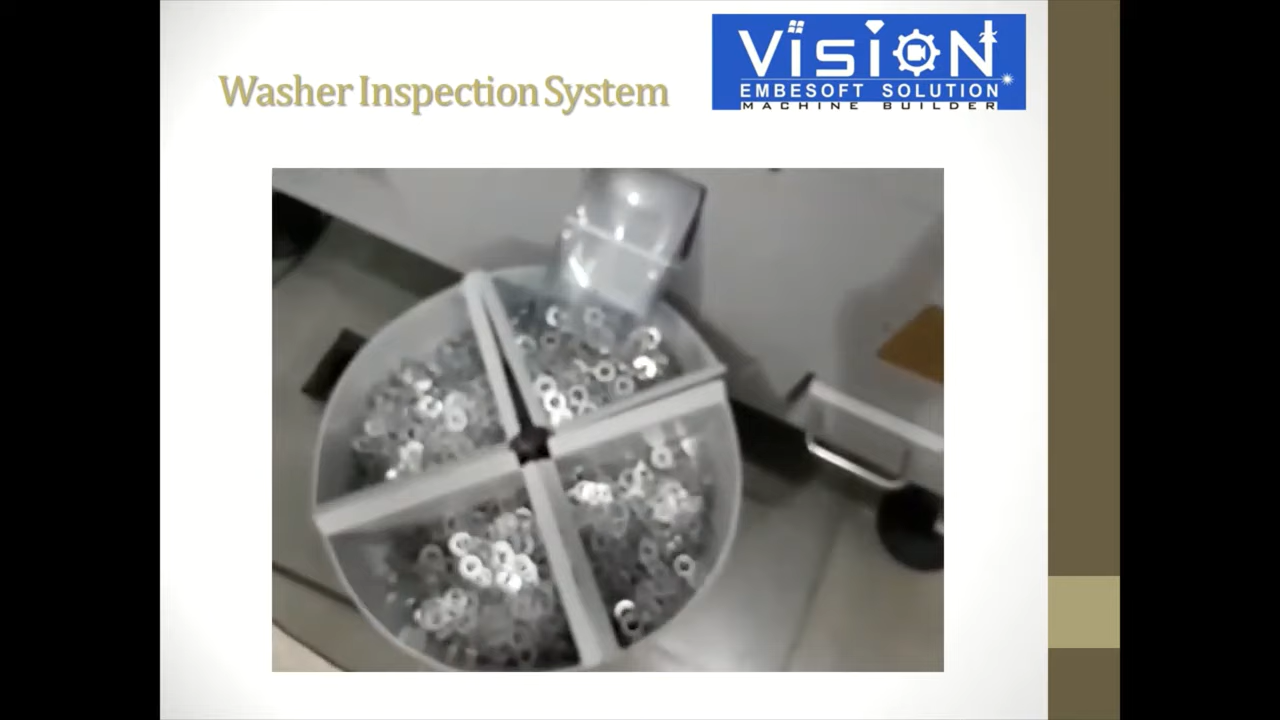 Washer Inspection System
VISION
EMBESOFT SOLUTION
MACHINE BUILDER